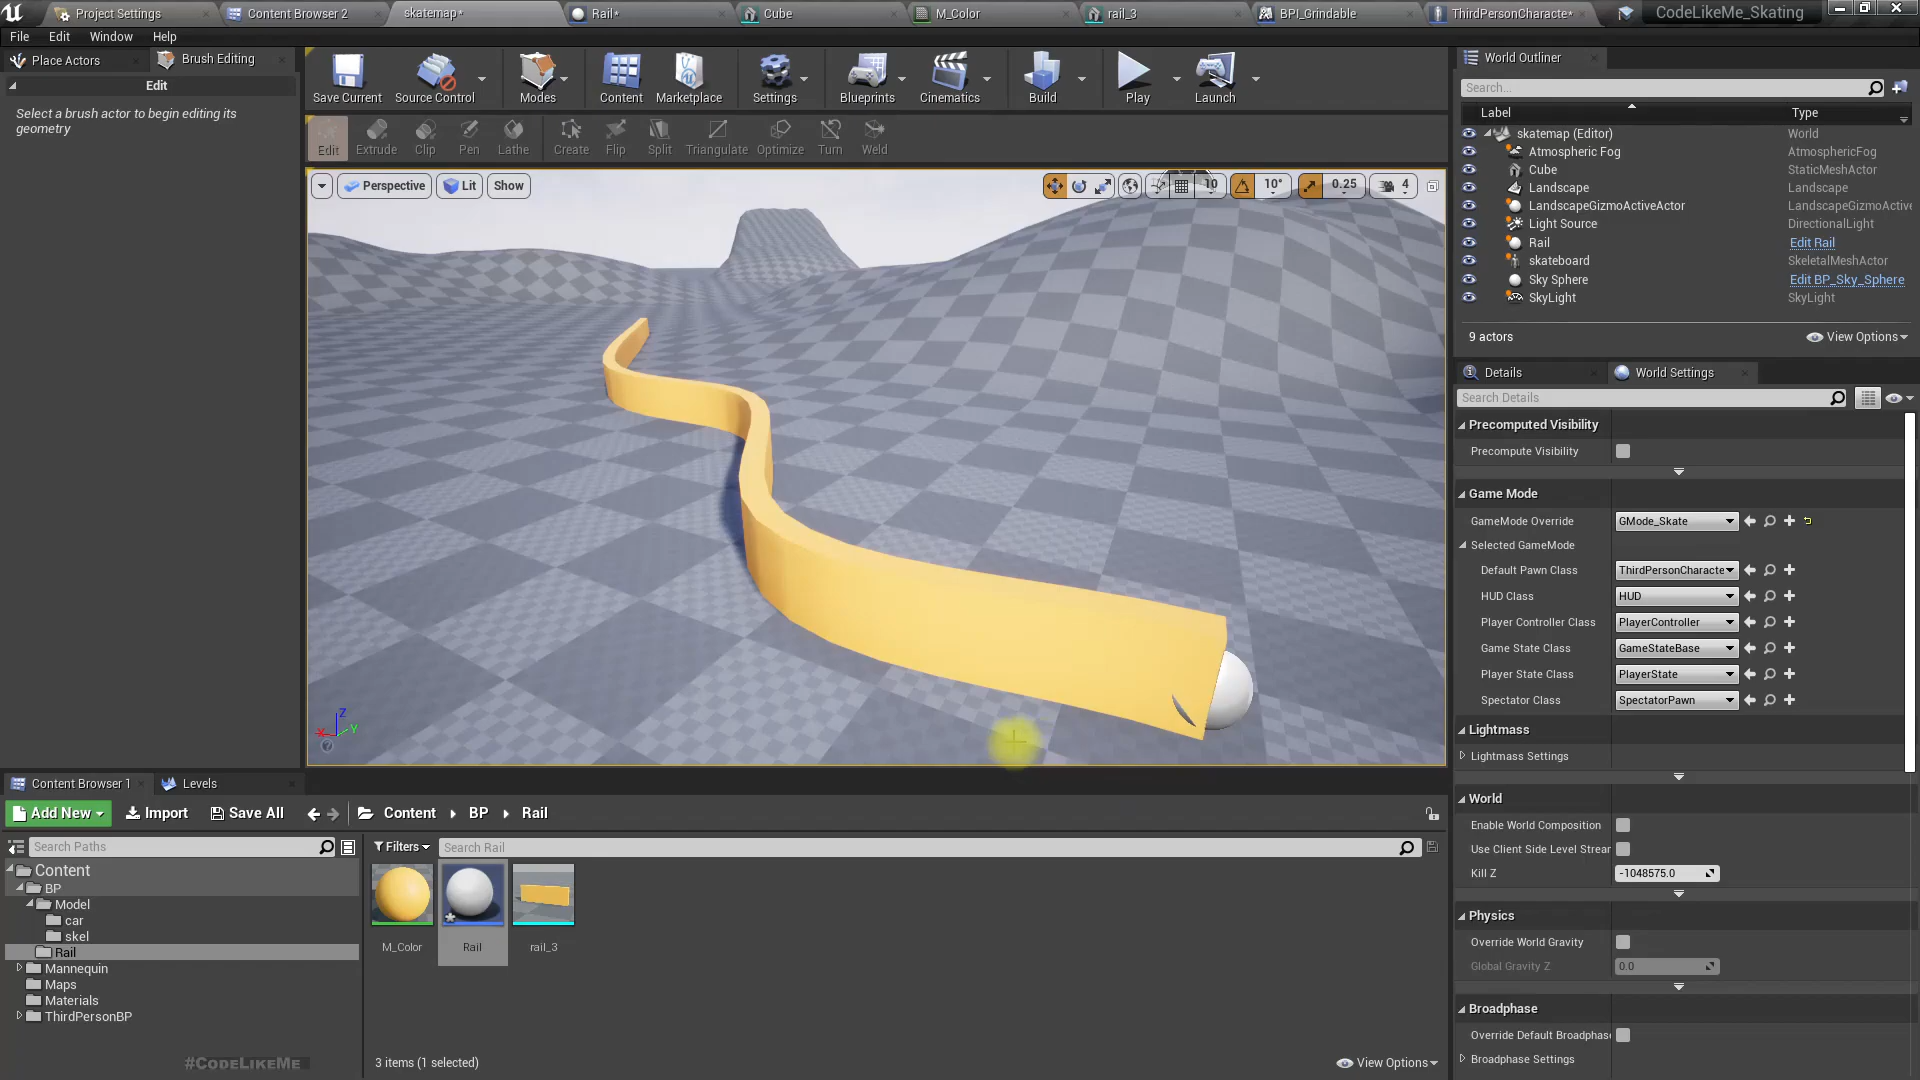 Project Settings
Content Browser 2
skatemap*
Rail*
Cube
M_Color
rail_3
BPI_Grindable
ThirdPersonCharacte*
CodeLikeMe_Skating
File Edit Window Help
Place Actors
Brush Editing
Edit
Select a brush actor to begin editing its
geometry
Save Current
Source Control
Modes
Content
Marketplace
Settings
Blueprints
Cinematics
Build
Play
Launch
Edit
Extrude
Clip
Pen
Lathe
Create
Flip
Split
Triangulate
Optimize
Turn
Weld
Perspective
Lit
Show
10
10°
0.25
4
X
Y
Z
World Outliner
Search...
Label Type
skatemap (Editor) World
Atmospheric Fog AtmosphericFog
Cube StaticMeshActor
Landscape Landscape
LandscapeGizmoActiveActor LandscapeGizmoActive
Light Source DirectionalLight
Rail Edit Rail
skateboard SkeletalMeshActor
Sky Sphere Edit BP_Sky_Sphere
SkyLight SkyLight
9 actors
View Options
Details
World Settings
Search Details
Precomputed Visibility
Precompute Visibility
Game Mode
GameMode Override GMode_Skate
Selected GameMode
Default Pawn Class ThirdPersonCharacte
HUD Class HUD
Player Controller Class PlayerController
Game State Class GameStateBase
Player State Class PlayerState
Spectator Class SpectatorPawn
Lightmass
Lightmass Settings
World
Enable World Composition
Use Client Side Level Strear
Kill Z -1048575.0
Physics
Override World Gravity
Global Gravity Z 0.0
Broadphase
Override Default Broadphas
Broadphase Settings
Content Browser 1
Levels
Add New
Import
Save All
Content
BP
Rail
Search Paths
Filters
Search Rail
Content
BP
Model
car
skel
Rail
Mannequin
Maps
Materials
ThirdPersonBP
M_Color
Rail
rail_3
3 items (1 selected)
View Options
#CodeLikeMe